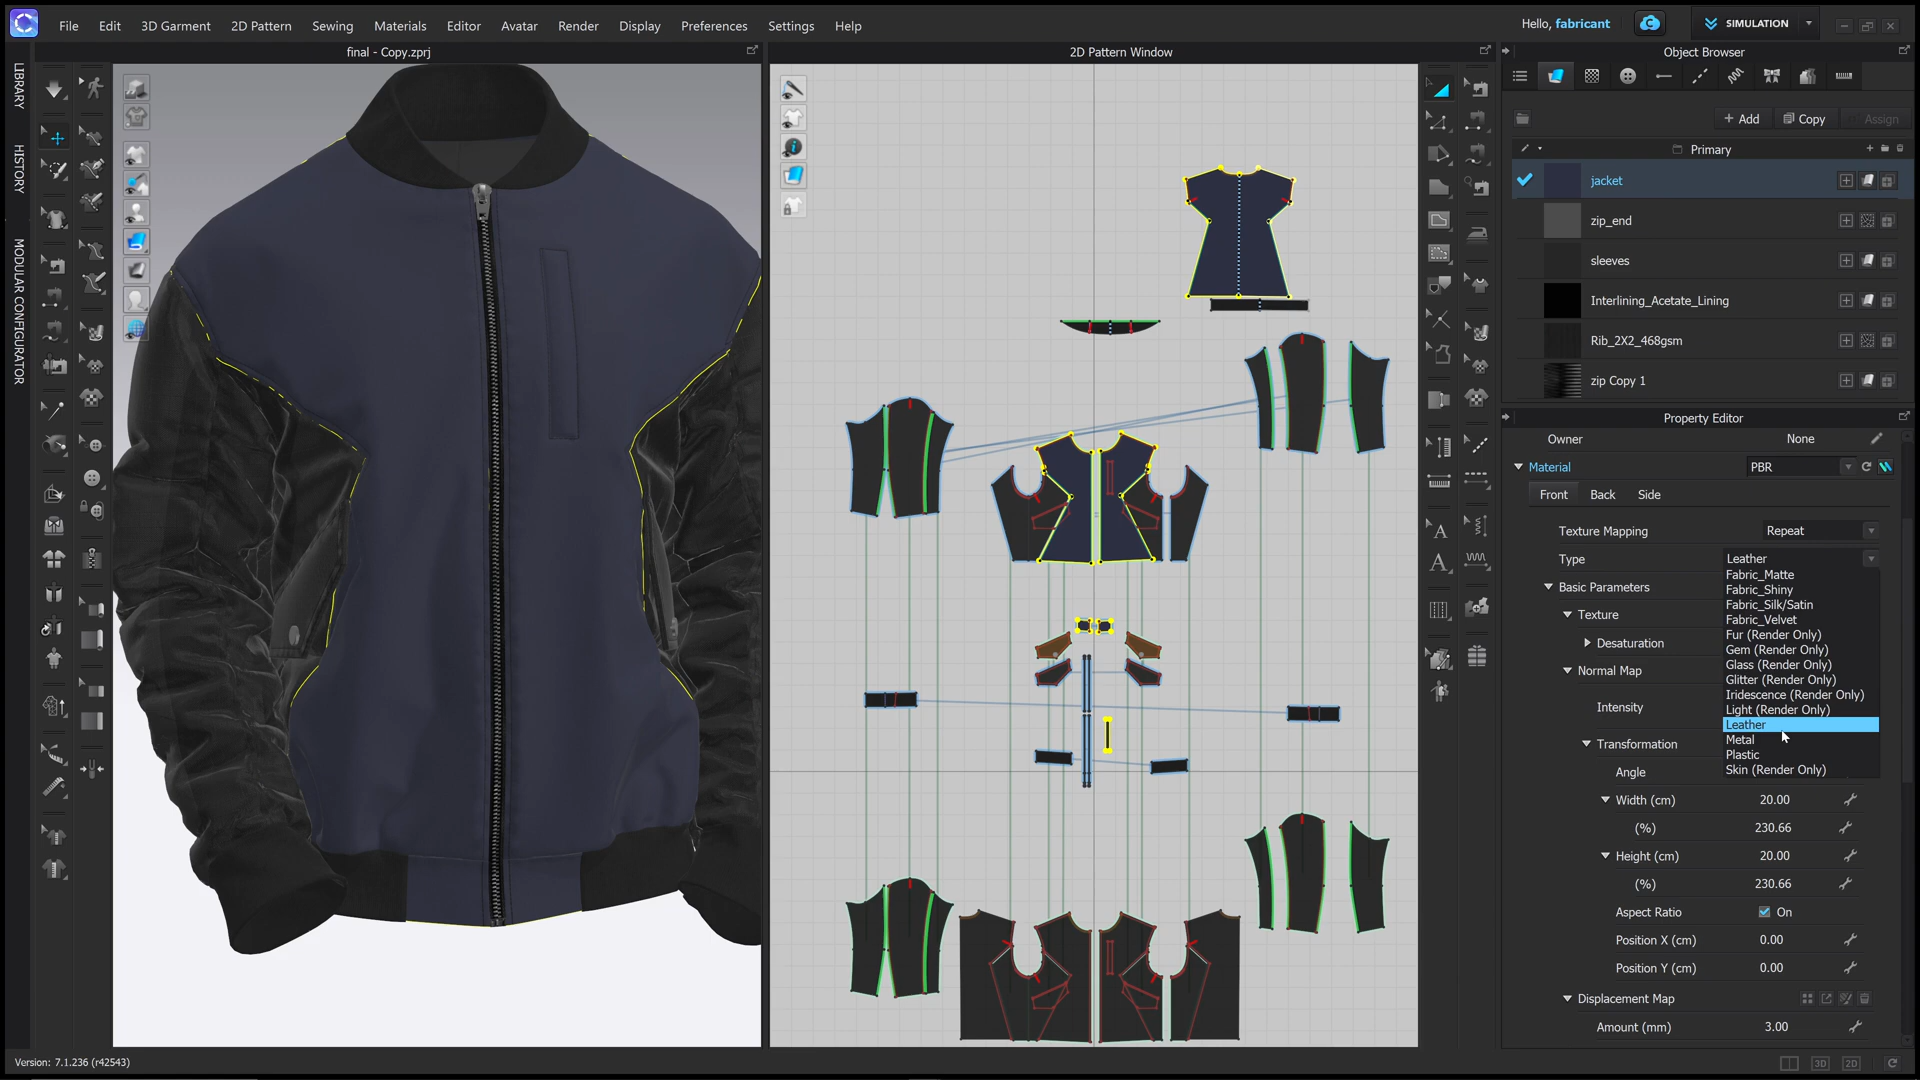 File Edit 3D Garment 2D Pattern Sewing Materials Editor Avatar Render Display Preferences Settings Help
Hello, fabricant
SIMULATION
final - Copy.zprj
2D Pattern Window
Object Browser
LIBRARY
HISTORY
MODULAR CONFIGURATOR
+ Add
Copy
Assign
Primary
jacket
zip_end
sleeves
Interlining_Acetate_Lining
Rib_2X2_468gsm
zip Copy 1
Property Editor
Owner None
Material PBR
Front Back Side
Texture Mapping Repeat
Type Leather
Fabric_Matte
Fabric_Shiny
Fabric_Silk/Satin
Fabric_Velvet
Fur (Render Only)
Gem (Render Only)
Glass (Render Only)
Glitter (Render Only)
Iridescence (Render Only)
Light (Render Only)
Leather
Metal
Plastic
Skin (Render Only)
Basic Parameters
Texture
Desaturation
Normal Map
Intensity
Transformation
Angle
Width (cm) 20.00
(%) 230.66
Height (cm) 20.00
(%) 230.66
Aspect Ratio On
Position X (cm) 0.00
Position Y (cm) 0.00
Displacement Map
Amount (mm) 3.00
Version: 7.1.236 (r42543)
3D
2D